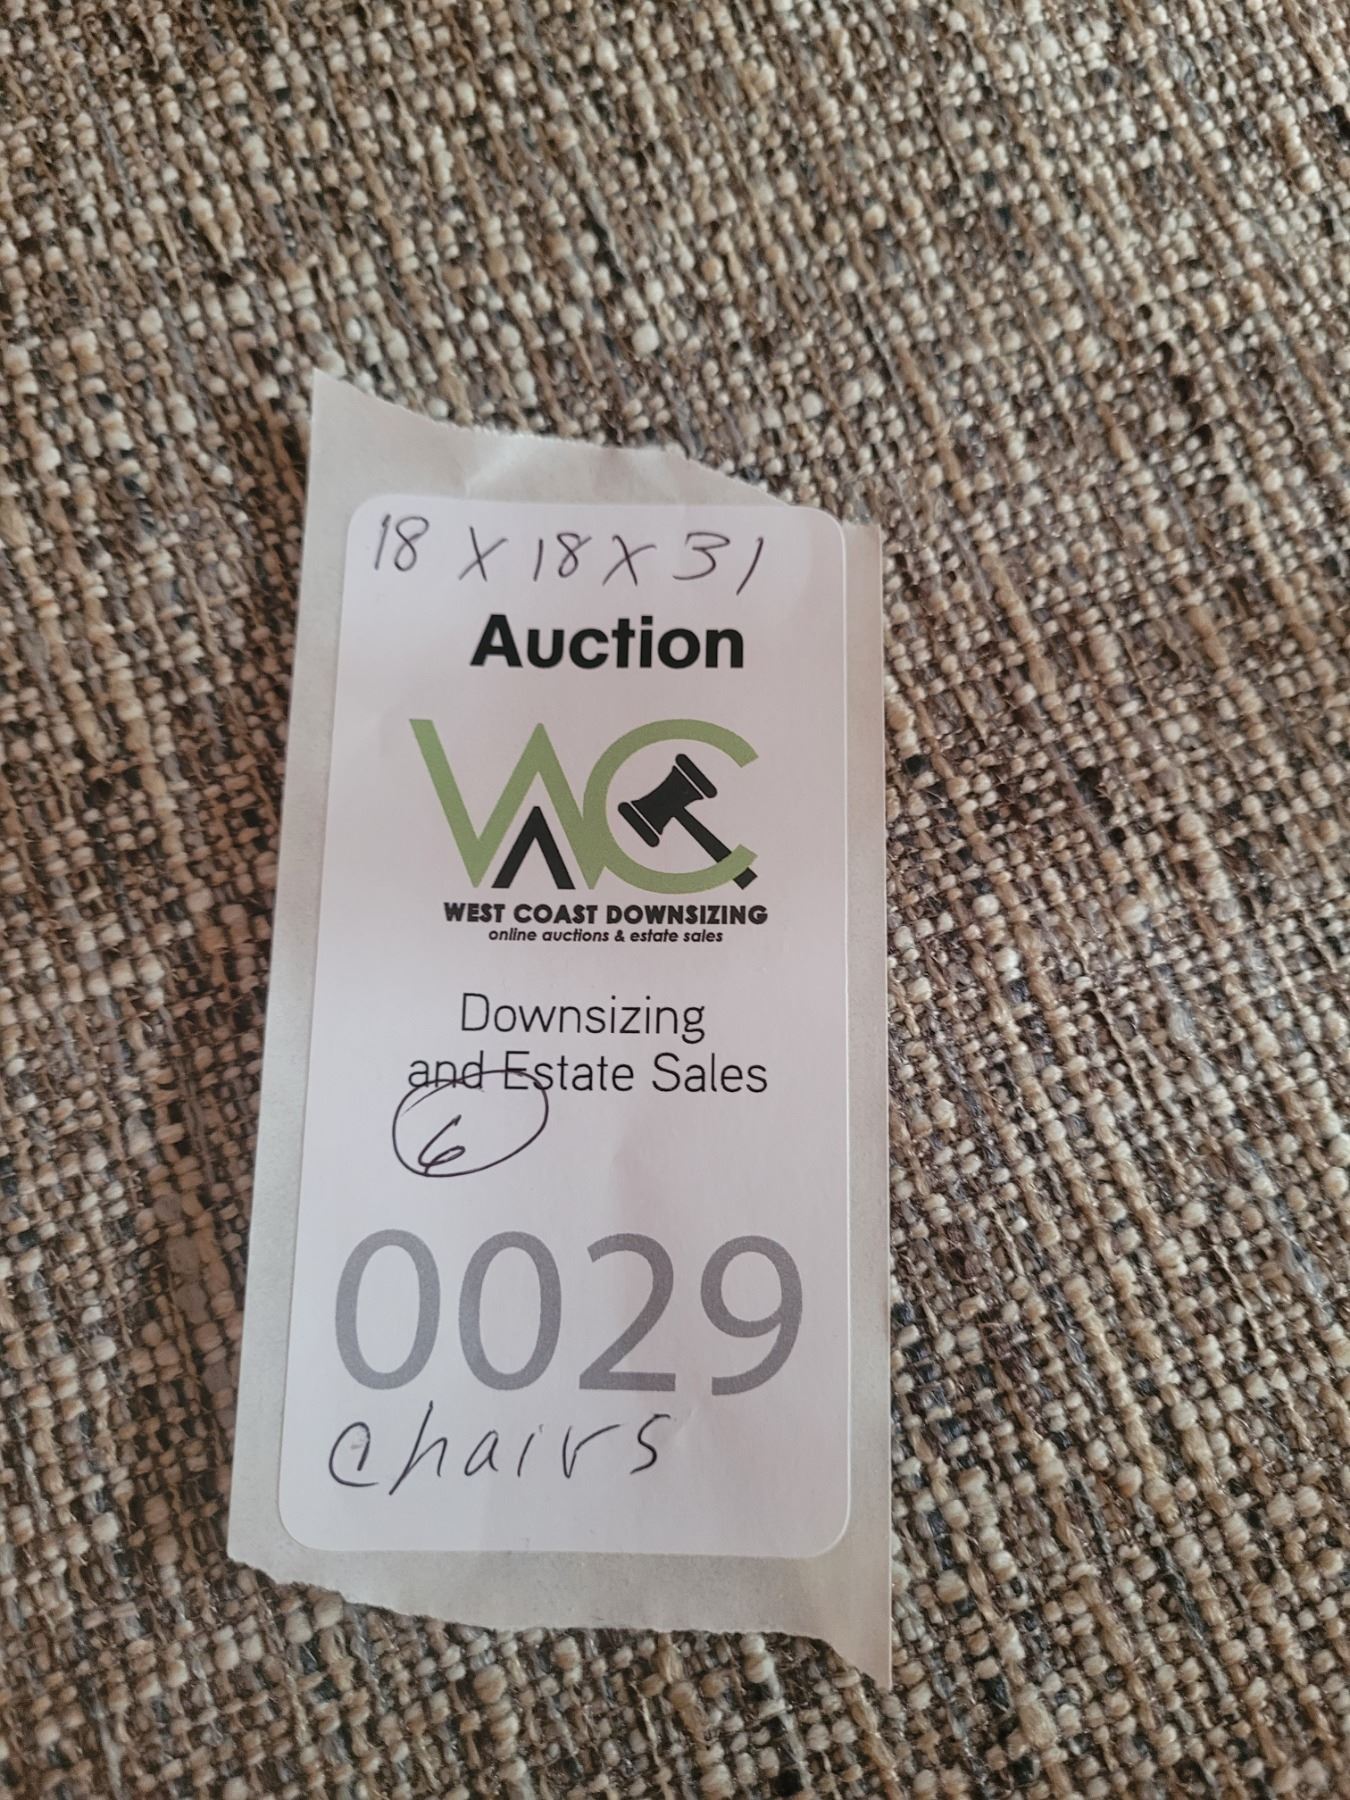 18 X 18 X 31
Auction
WC
WEST COAST DOWNSIZING
online auctions & estate sales
Downsizing
and Estate Sales
6
0029
chairs